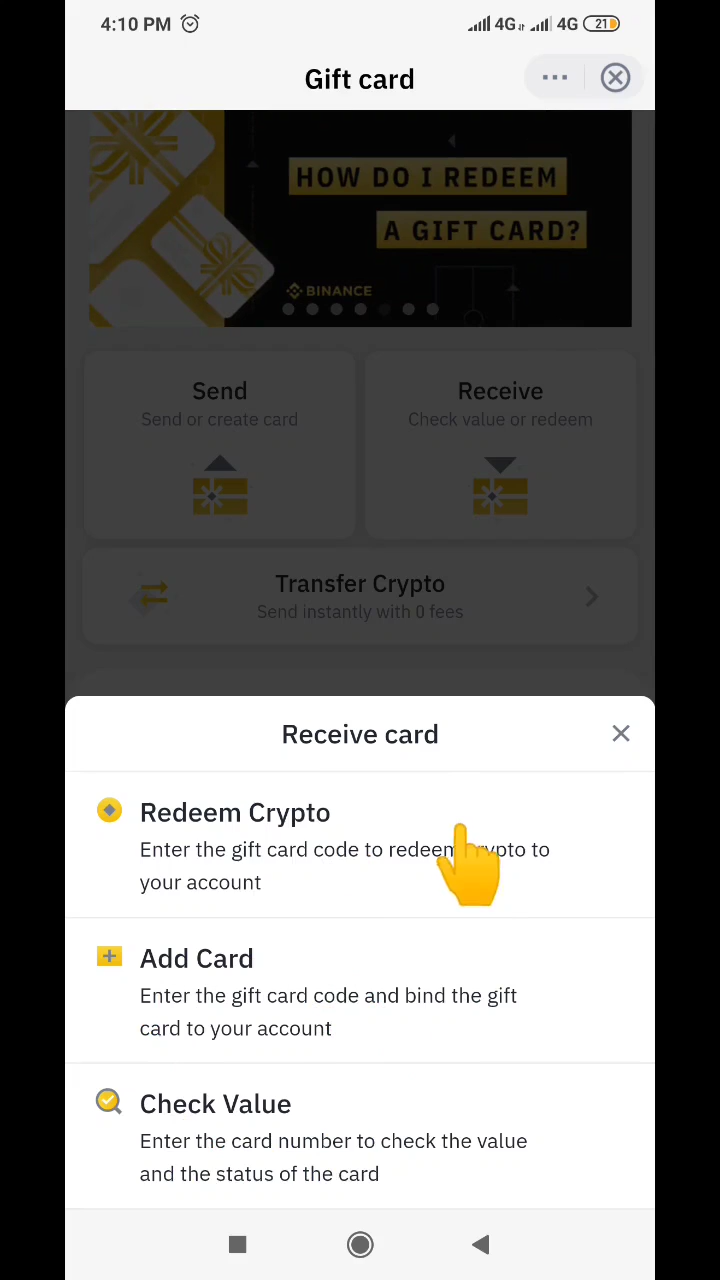 4:10 PM 4G 4G 21
Gift card
HOW DO I REDEEM
A GIFT CARD?
BINANCE
Send
Send or create card
Receive
Check value or redeem
Transfer Crypto
Send instantly with 0 fees
Receive card
Redeem Crypto
Enter the gift card code to redeem crypto to
your account
Add Card
Enter the gift card code and bind the gift
card to your account
Check Value
Enter the card number to check the value
and the status of the card